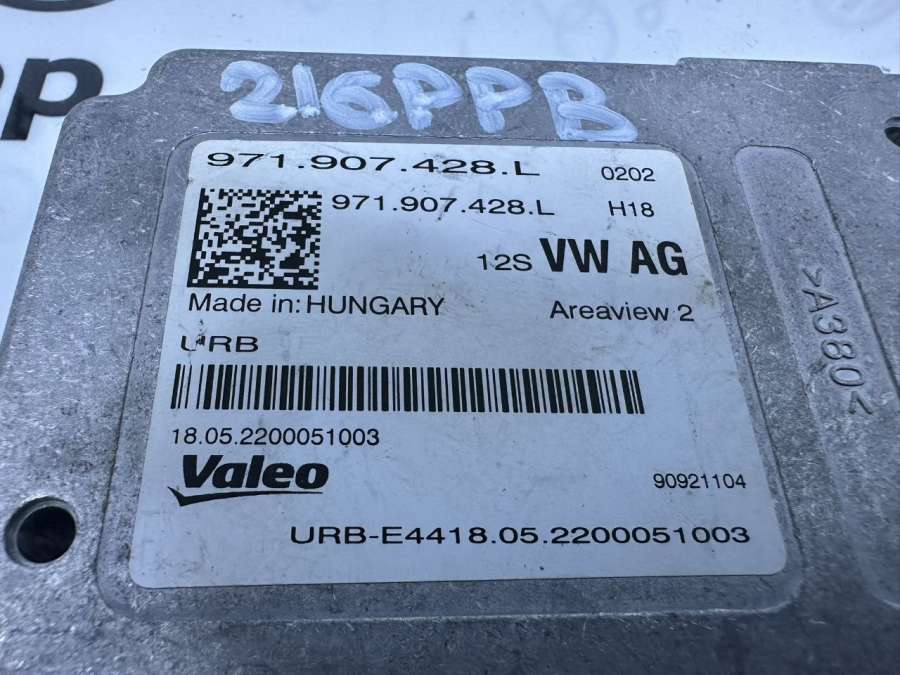 216PPB
971.907.428.L 0202
971.907.428.L H18
12S VW AG
Made in: HUNGARY Areaview 2
URB
18.05.2200051003
Valeo 90921104
URB-E4418.05.2200051003
>A380<